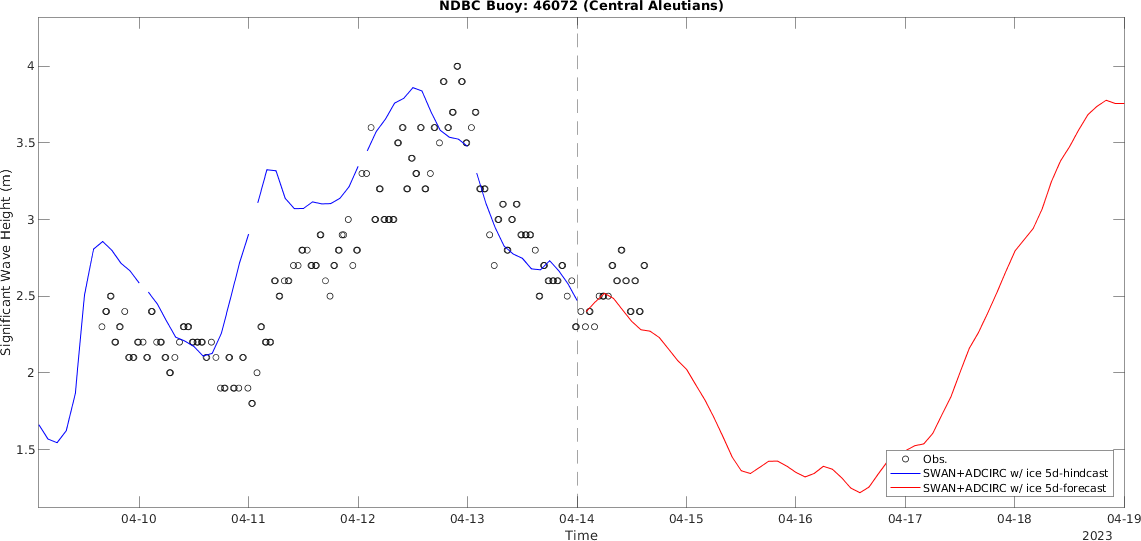 NDBC Buoy: 46072 (Central Aleutians)
Significant Wave Height (m)
4
3.5
3
2.5
2
1.5
Obs.
SWAN+ADCIRC w/ ice 5d-hindcast
SWAN+ADCIRC w/ ice 5d-forecast
04-10 04-11 04-12 04-13 04-14 04-15 04-16 04-17 04-18 04-19
Time
2023